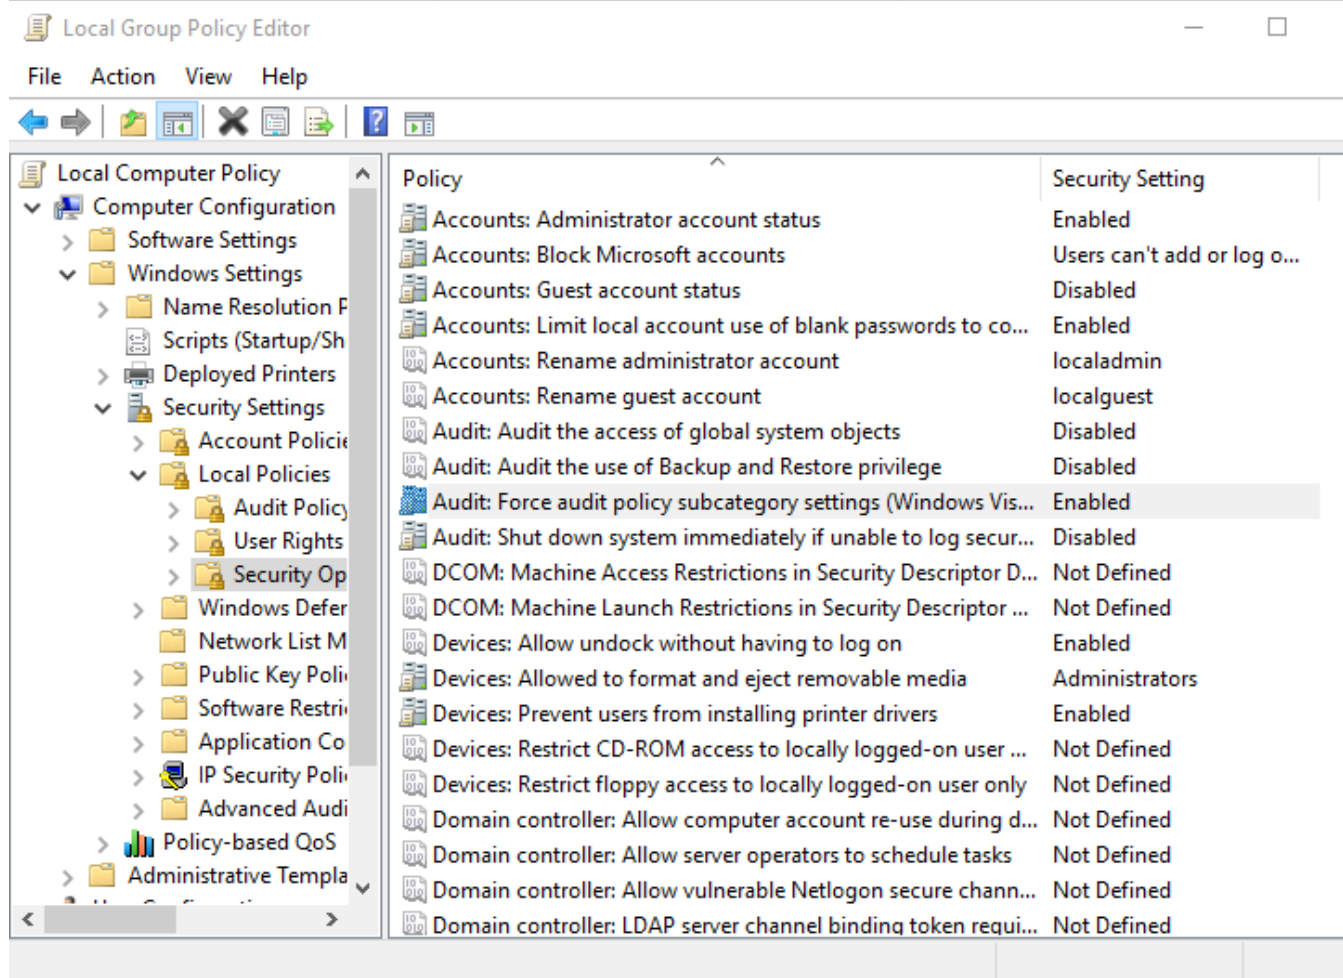 Local Group Policy Editor
File Action View Help
Local Computer Policy
Computer Configuration
Software Settings
Windows Settings
Name Resolution P
Scripts (Startup/Sh
Deployed Printers
Security Settings
Account Policie
Local Policies
Audit Policy
User Rights
Security Op
Windows Defer
Network List M
Public Key Poli
Software Restri
Application Co
IP Security Poli
Advanced Audi
Policy-based QoS
Administrative Templa
Policy Security Setting
Accounts: Administrator account status Enabled
Accounts: Block Microsoft accounts Users can't add or log o...
Accounts: Guest account status Disabled
Accounts: Limit local account use of blank passwords to co... Enabled
Accounts: Rename administrator account localadmin
Accounts: Rename guest account localguest
Audit: Audit the access of global system objects Disabled
Audit: Audit the use of Backup and Restore privilege Disabled
Audit: Force audit policy subcategory settings (Windows Vis... Enabled
Audit: Shut down system immediately if unable to log secur... Disabled
DCOM: Machine Access Restrictions in Security Descriptor D... Not Defined
DCOM: Machine Launch Restrictions in Security Descriptor ... Not Defined
Devices: Allow undock without having to log on Enabled
Devices: Allowed to format and eject removable media Administrators
Devices: Prevent users from installing printer drivers Enabled
Devices: Restrict CD-ROM access to locally logged-on user ... Not Defined
Devices: Restrict floppy access to locally logged-on user only Not Defined
Domain controller: Allow computer account re-use during d... Not Defined
Domain controller: Allow server operators to schedule tasks Not Defined
Domain controller: Allow vulnerable Netlogon secure chann... Not Defined
Domain controller: LDAP server channel binding token requi... Not Defined